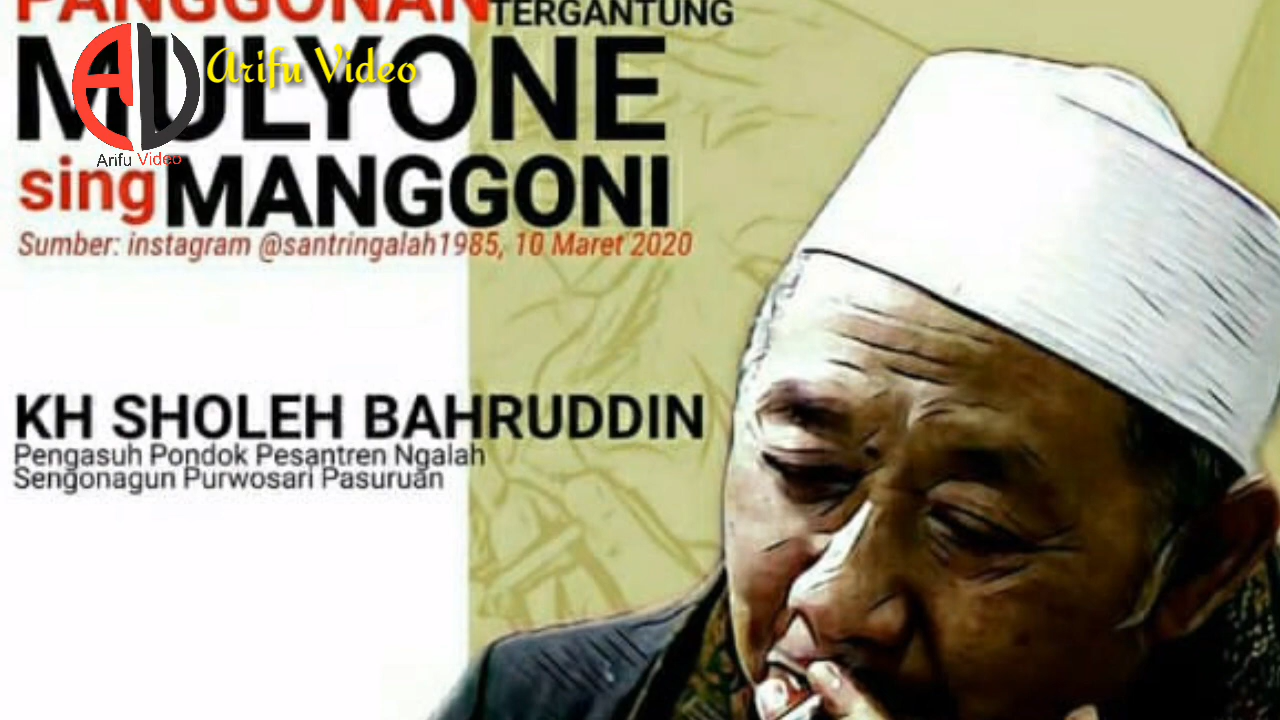 PANGGONAN TERGANTUNG
Arifu Video
MULYONE
Arifu Video
sing MANGGONI
Sumber: instagram @santringalah1985, 10 Maret 2020
KH SHOLEH BAHRUDDIN
Pengasuh Pondok Pesantren Ngalah
Sengonagun Purwosari Pasuruan